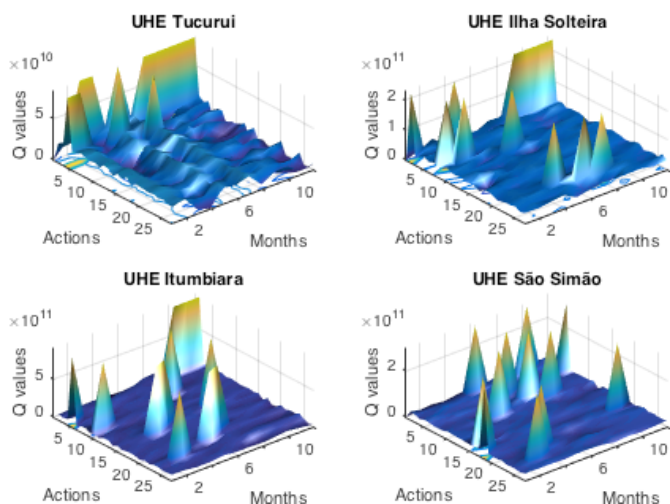 UHE Tucurui
×10^10
5
0
Q values
5
10
15
20
25
Actions
2
6
10
Months
UHE Ilha Solteira
×10^11
2
1
0
Q values
5
10
15
20
25
Actions
2
6
10
Months
UHE Itumbiara
×10^11
5
0
Q values
5
10
15
20
25
Actions
2
6
10
Months
UHE São Simão
×10^11
2
0
Q values
5
10
15
20
25
Actions
2
6
10
Months